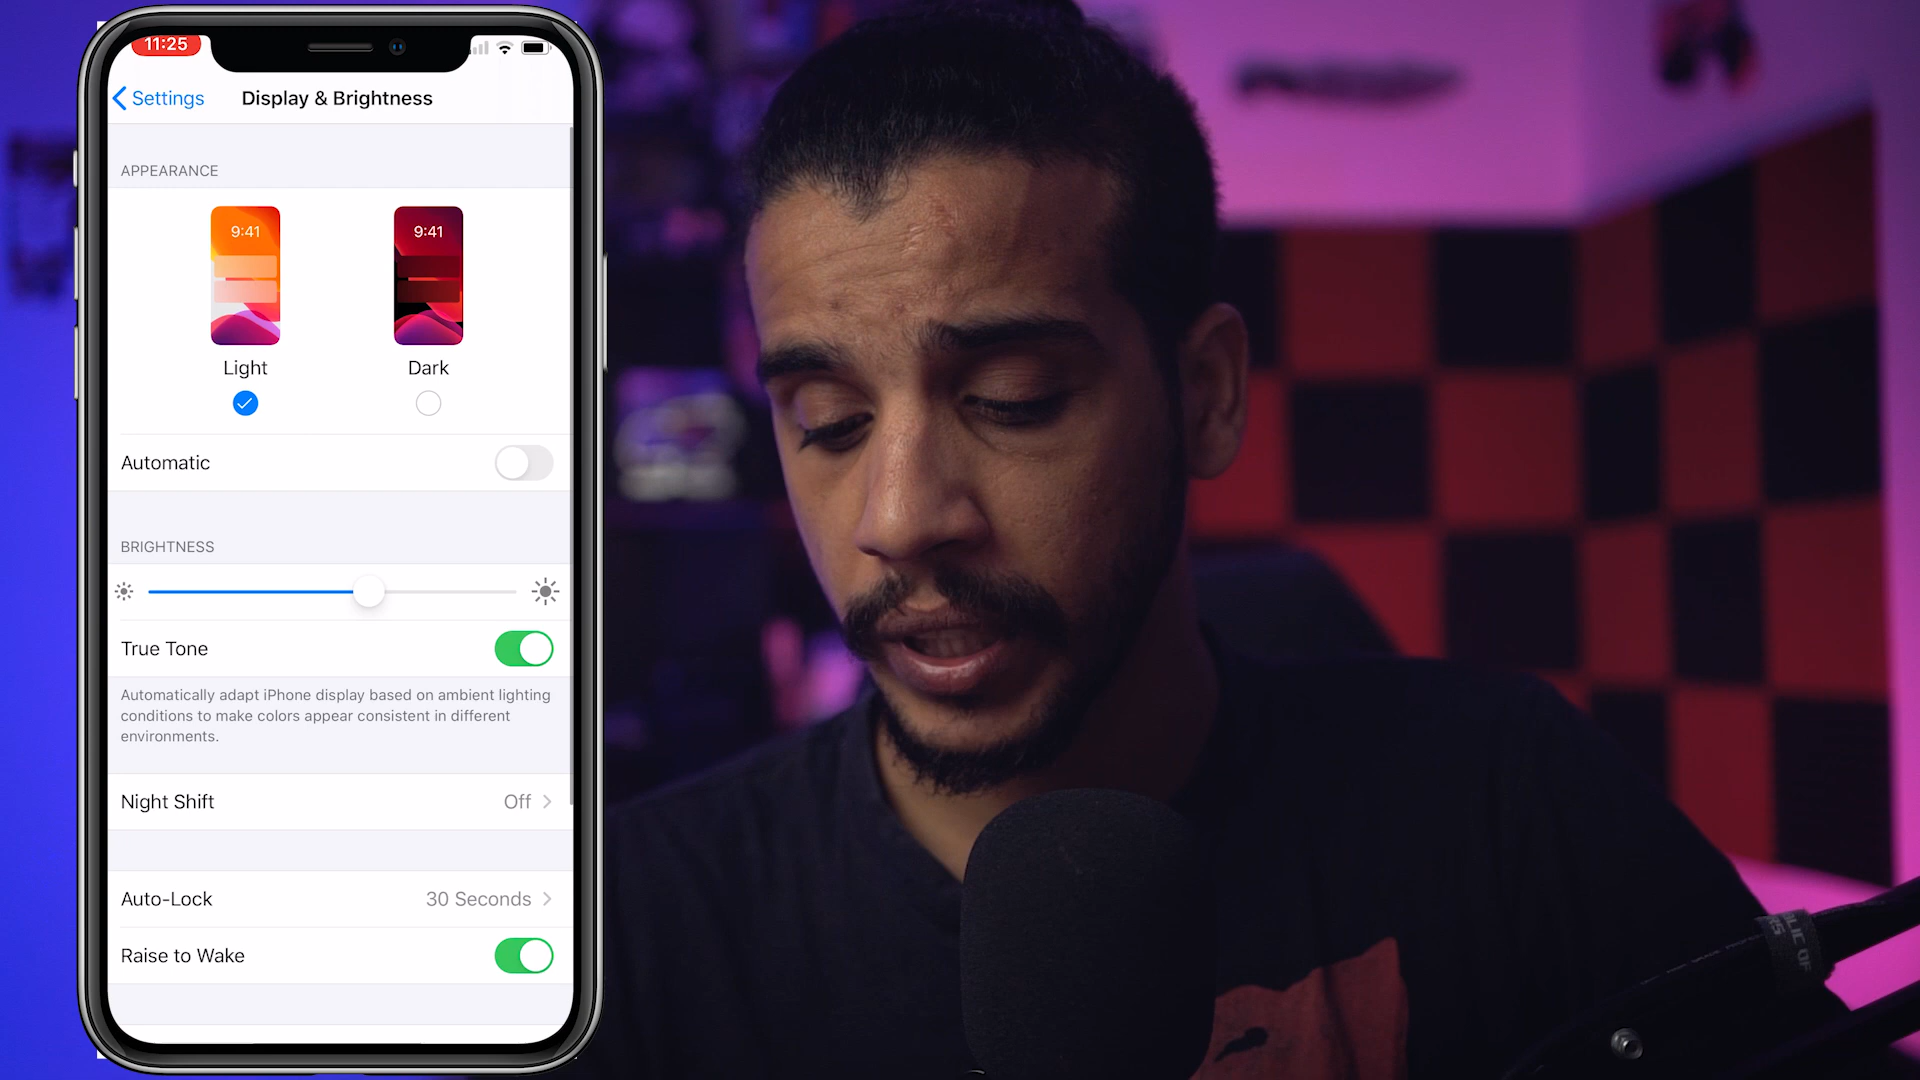 11:25
Settings
Display & Brightness
APPEARANCE
9:41
9:41
Light
Dark
Automatic
BRIGHTNESS
True Tone
Automatically adapt iPhone display based on ambient lighting
conditions to make colors appear consistent in different
environments.
Night Shift
Off
Auto-Lock
30 Seconds
Raise to Wake